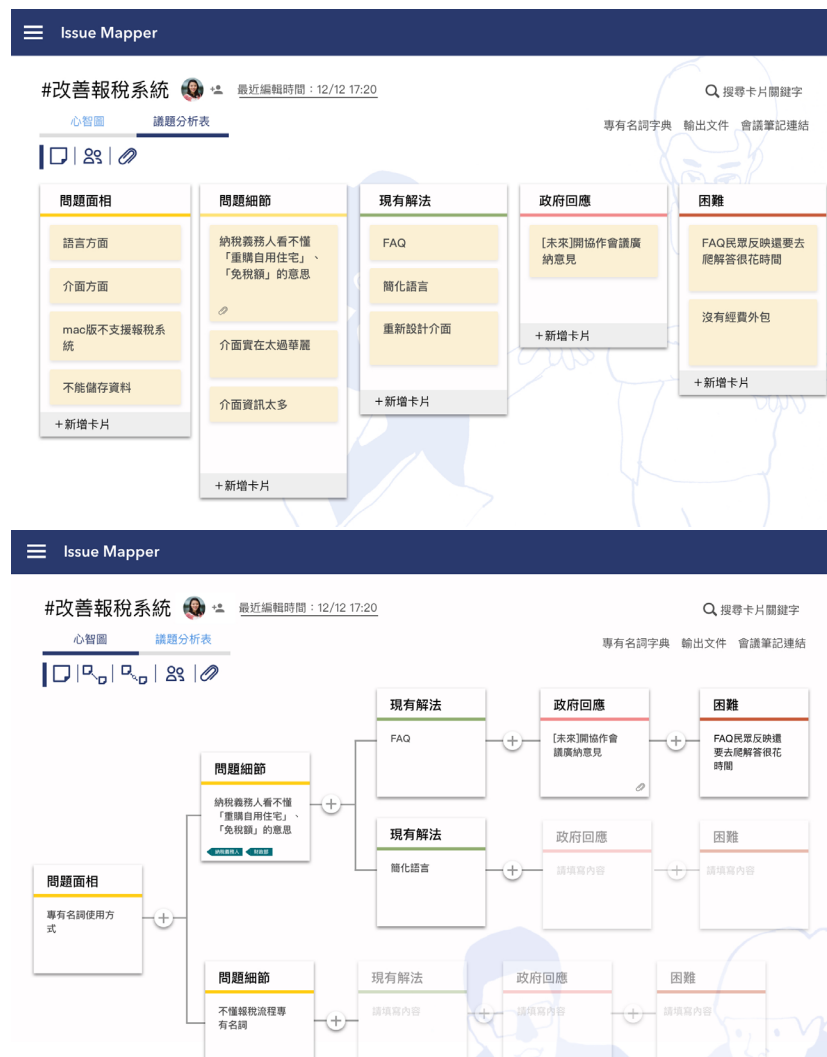 Issue Mapper
#改善報稅系統
最近編輯時間：12/12 17:20
搜尋卡片關鍵字
心智圖
議題分析表
專有名詞字典
輸出文件
會議筆記連結
問題面相
語言方面
介面方面
mac版不支援報稅系
統
不能儲存資料
+新增卡片
問題細節
納稅義務人看不懂
「重購自用住宅」、
「免稅額」的意思
介面實在太過華麗
介面資訊太多
+新增卡片
現有解法
FAQ
簡化語言
重新設計介面
+新增卡片
政府回應
[未來]開協作會議廣
納意見
+新增卡片
困難
FAQ民眾反映還要去
爬解答很花時間
沒有經費外包
+新增卡片
Issue Mapper
#改善報稅系統
最近編輯時間：12/12 17:20
搜尋卡片關鍵字
心智圖
議題分析表
專有名詞字典
輸出文件
會議筆記連結
問題面相
專有名詞使用方
式
問題細節
納稅義務人看不懂
「重購自用住宅」、
「免稅額」的意思
納稅義務人
財政部
現有解法
FAQ
政府回應
[未來]開協作會
議廣納意見
困難
FAQ民眾反映還
要去爬解答很花
時間
現有解法
簡化語言
政府回應
請填寫內容
困難
請填寫內容
問題細節
不懂報稅流程專
有名詞
現有解法
請填寫內容
政府回應
請填寫內容
困難
請填寫內容